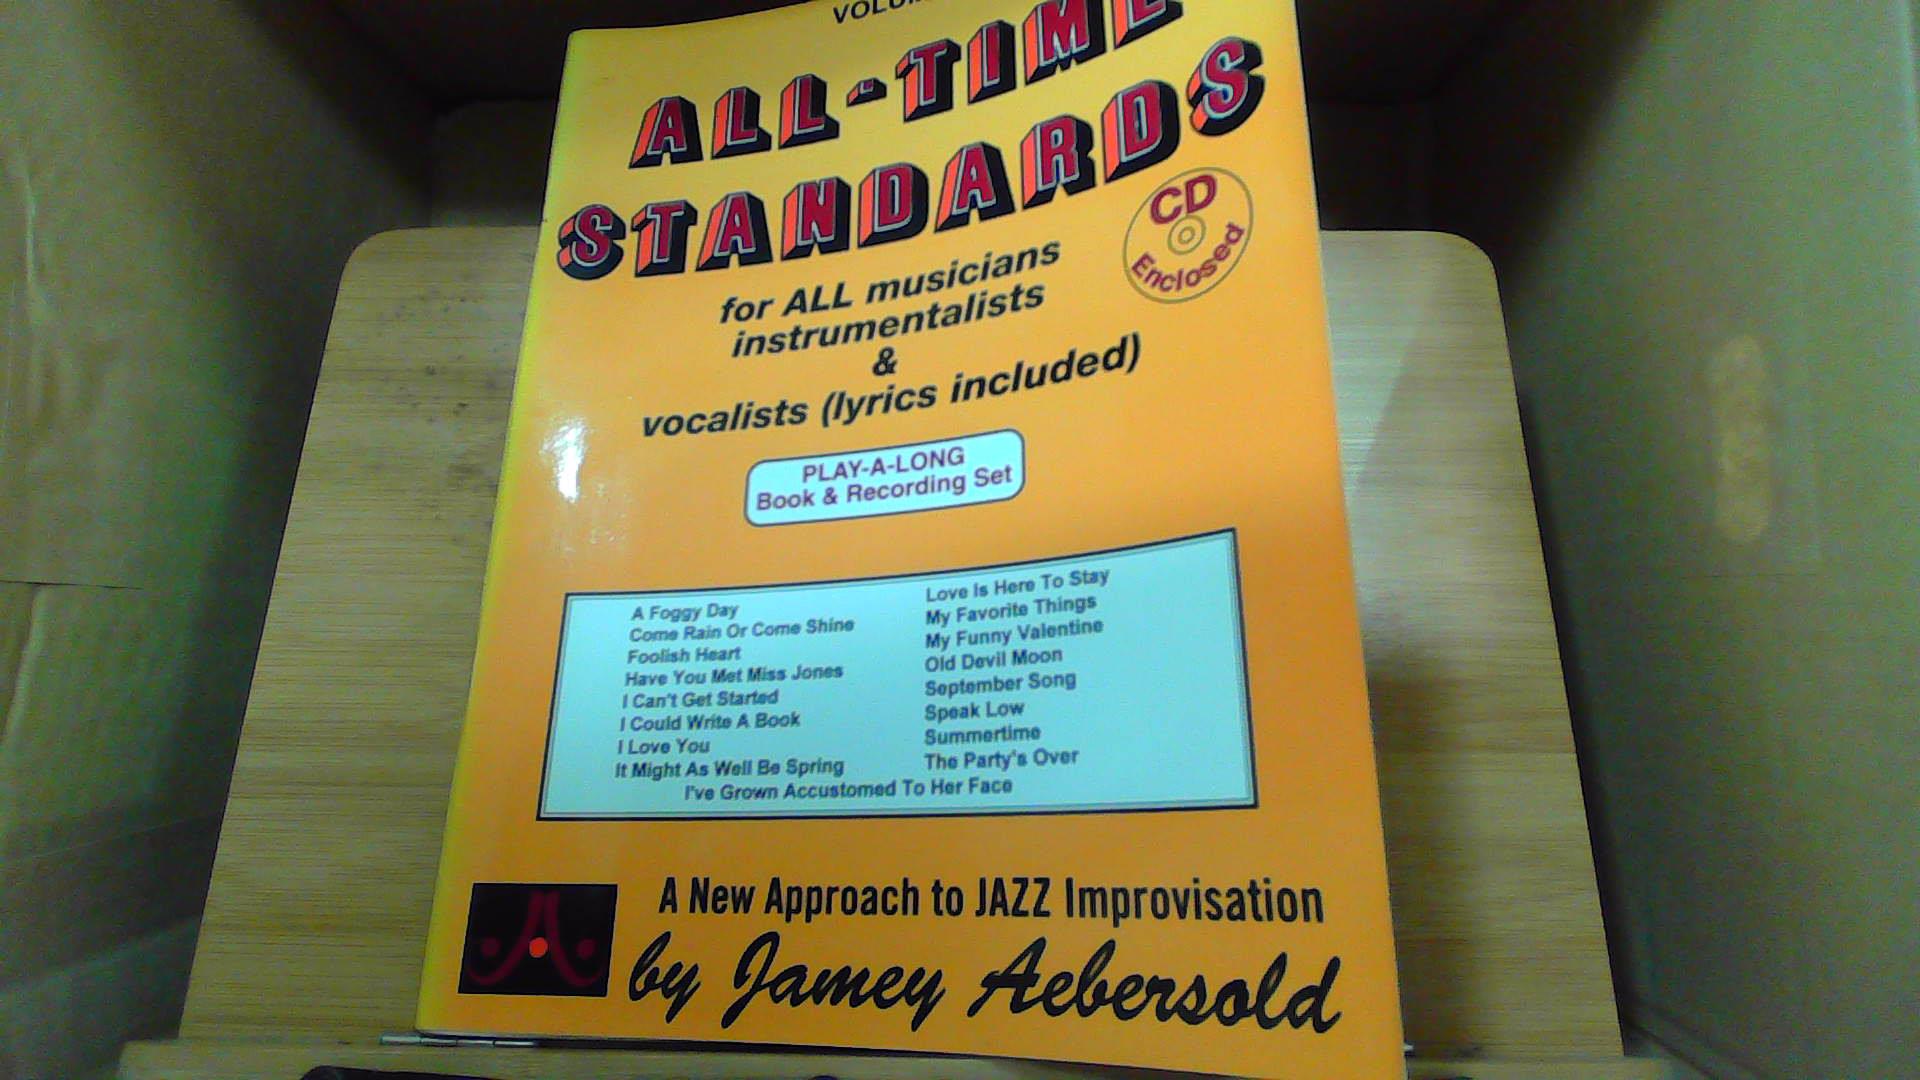 ALL-TIME
STANDARDS
CD
Enclosed
for ALL musicians
instrumentalists
&
vocalists (lyrics included)
PLAY-A-LONG
Book & Recording Set
A Foggy Day
Come Rain Or Come Shine
Foolish Heart
Have You Met Miss Jones
I Can't Get Started
I Could Write A Book
I Love You
It Might As Well Be Spring
Love Is Here To Stay
My Favorite Things
My Funny Valentine
Old Devil Moon
September Song
Speak Low
Summertime
The Party's Over
I've Grown Accustomed To Her Face
A New Approach to JAZZ Improvisation
by Jamey Aebersold